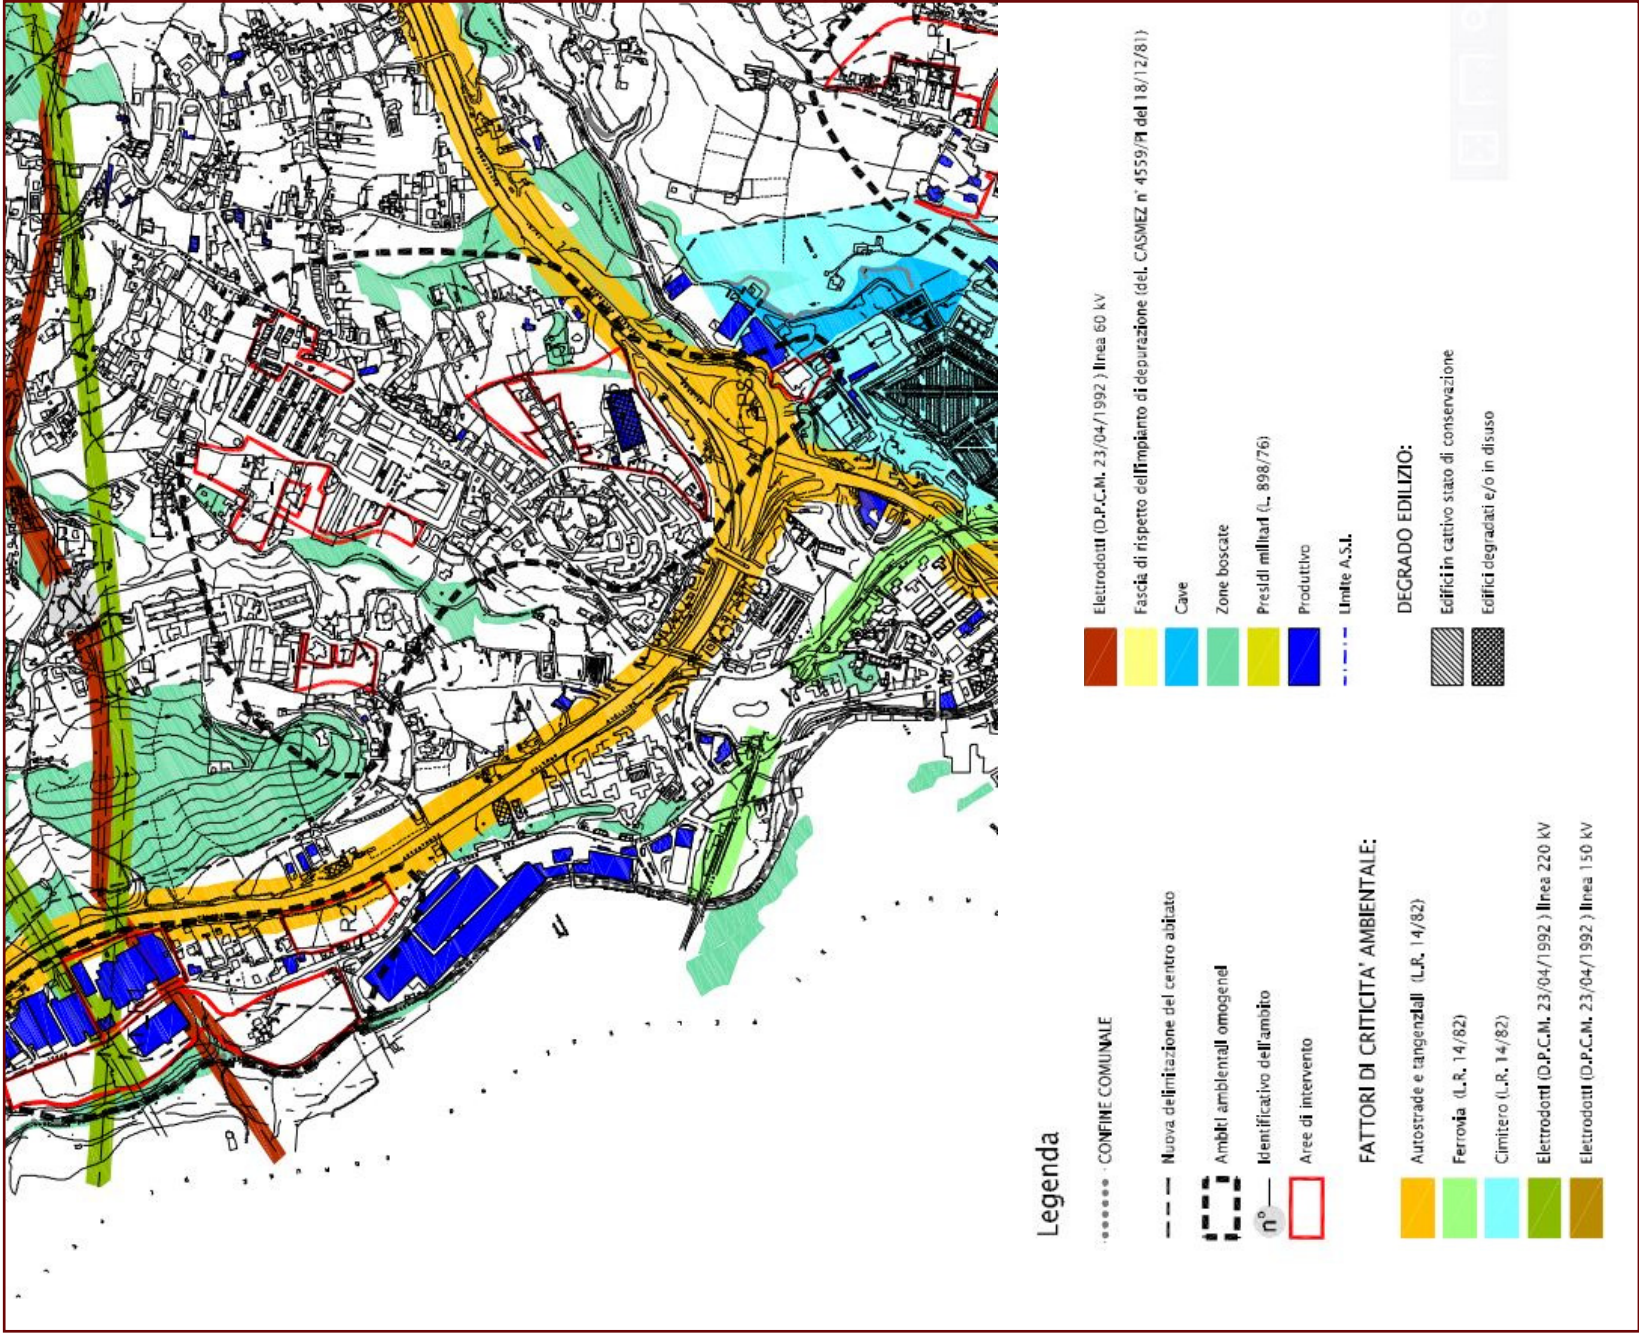 Legenda
CONFINE COMUNALE
Nuova delimitazione del centro abitato
Ambiti ambientali omogenei
n° Identificativo dell'ambito
Aree di intervento
FATTORI DI CRITICITA' AMBIENTALE:
Autostrade e tangenziali (L.R. 14/82)
Ferrovia (L.R. 14/82)
Cimitero (L.R. 14/82)
Elettrodotti (D.P.C.M. 23/04/1992 ) linea 220 kV
Elettrodotti (D.P.C.M. 23/04/1992 ) linea 150 kV
Elettrodotti (D.P.C.M. 23/04/1992 ) linea 60 kV
Fascia di rispetto dell'impianto di depurazione (del. CASMEZ n° 4559/PI del 18/12/81)
Cave
Zone boscate
Presidi militari (L. 898/76)
Produttivo
Limite A.S.I.
DEGRADO EDILIZIO:
Edifici in cattivo stato di conservazione
Edifici degradati e/o in disuso